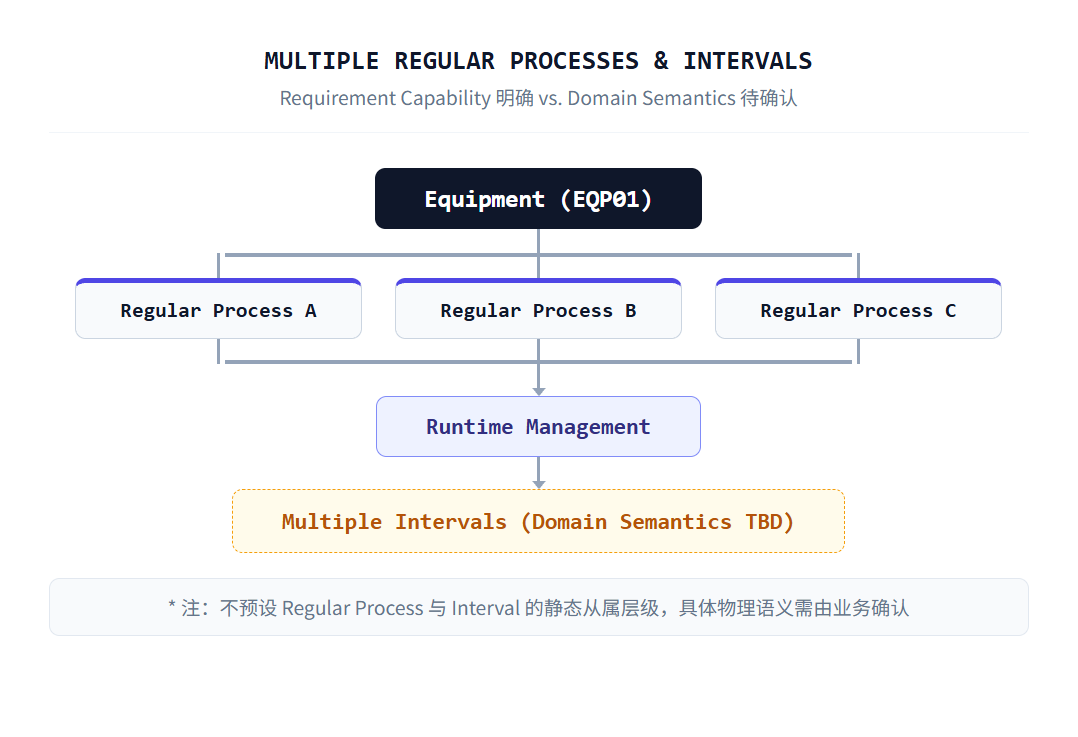 MULTIPLE REGULAR PROCESSES & INTERVALS
Requirement Capability 明确 vs. Domain Semantics 待确认
Equipment (EQP01)
Regular Process A
Regular Process B
Regular Process C
Runtime Management
Multiple Intervals (Domain Semantics TBD)
* 注：不预设 Regular Process 与 Interval 的静态从属层级，具体物理语义需由业务确认